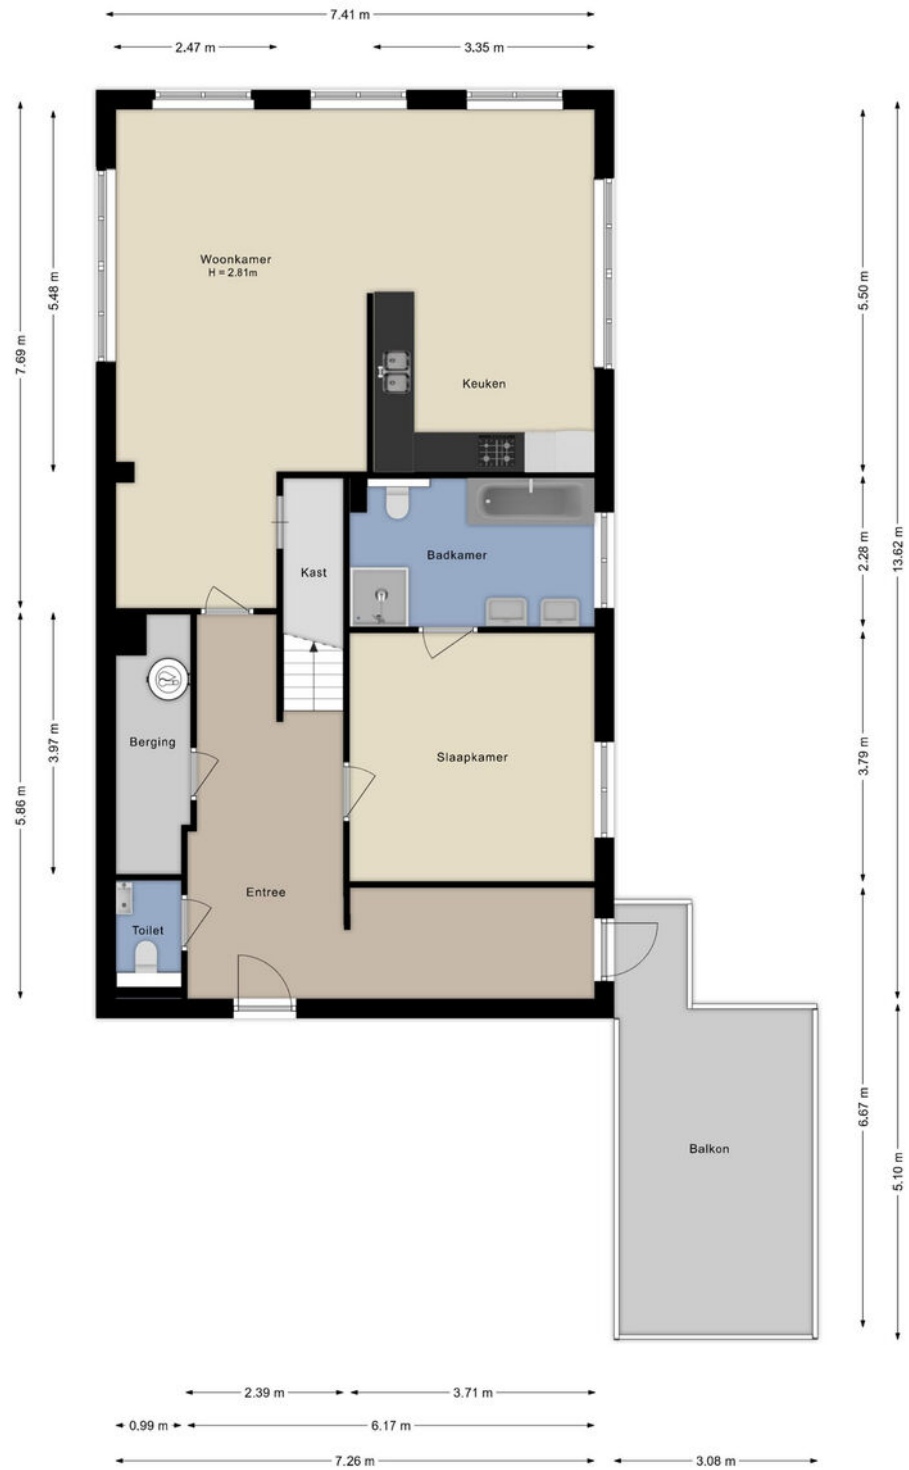 7.41 m
2.47 m
3.35 m
Woonkamer
H = 2.81m
5.48 m
7.69 m
5.50 m
13.62 m
Keuken
Badkamer
2.28 m
Kast
Berging
Slaapkamer
3.97 m
5.86 m
3.79 m
Entree
Toilet
Balkon
6.67 m
5.10 m
2.39 m
3.71 m
0.99 m
6.17 m
7.26 m
3.08 m